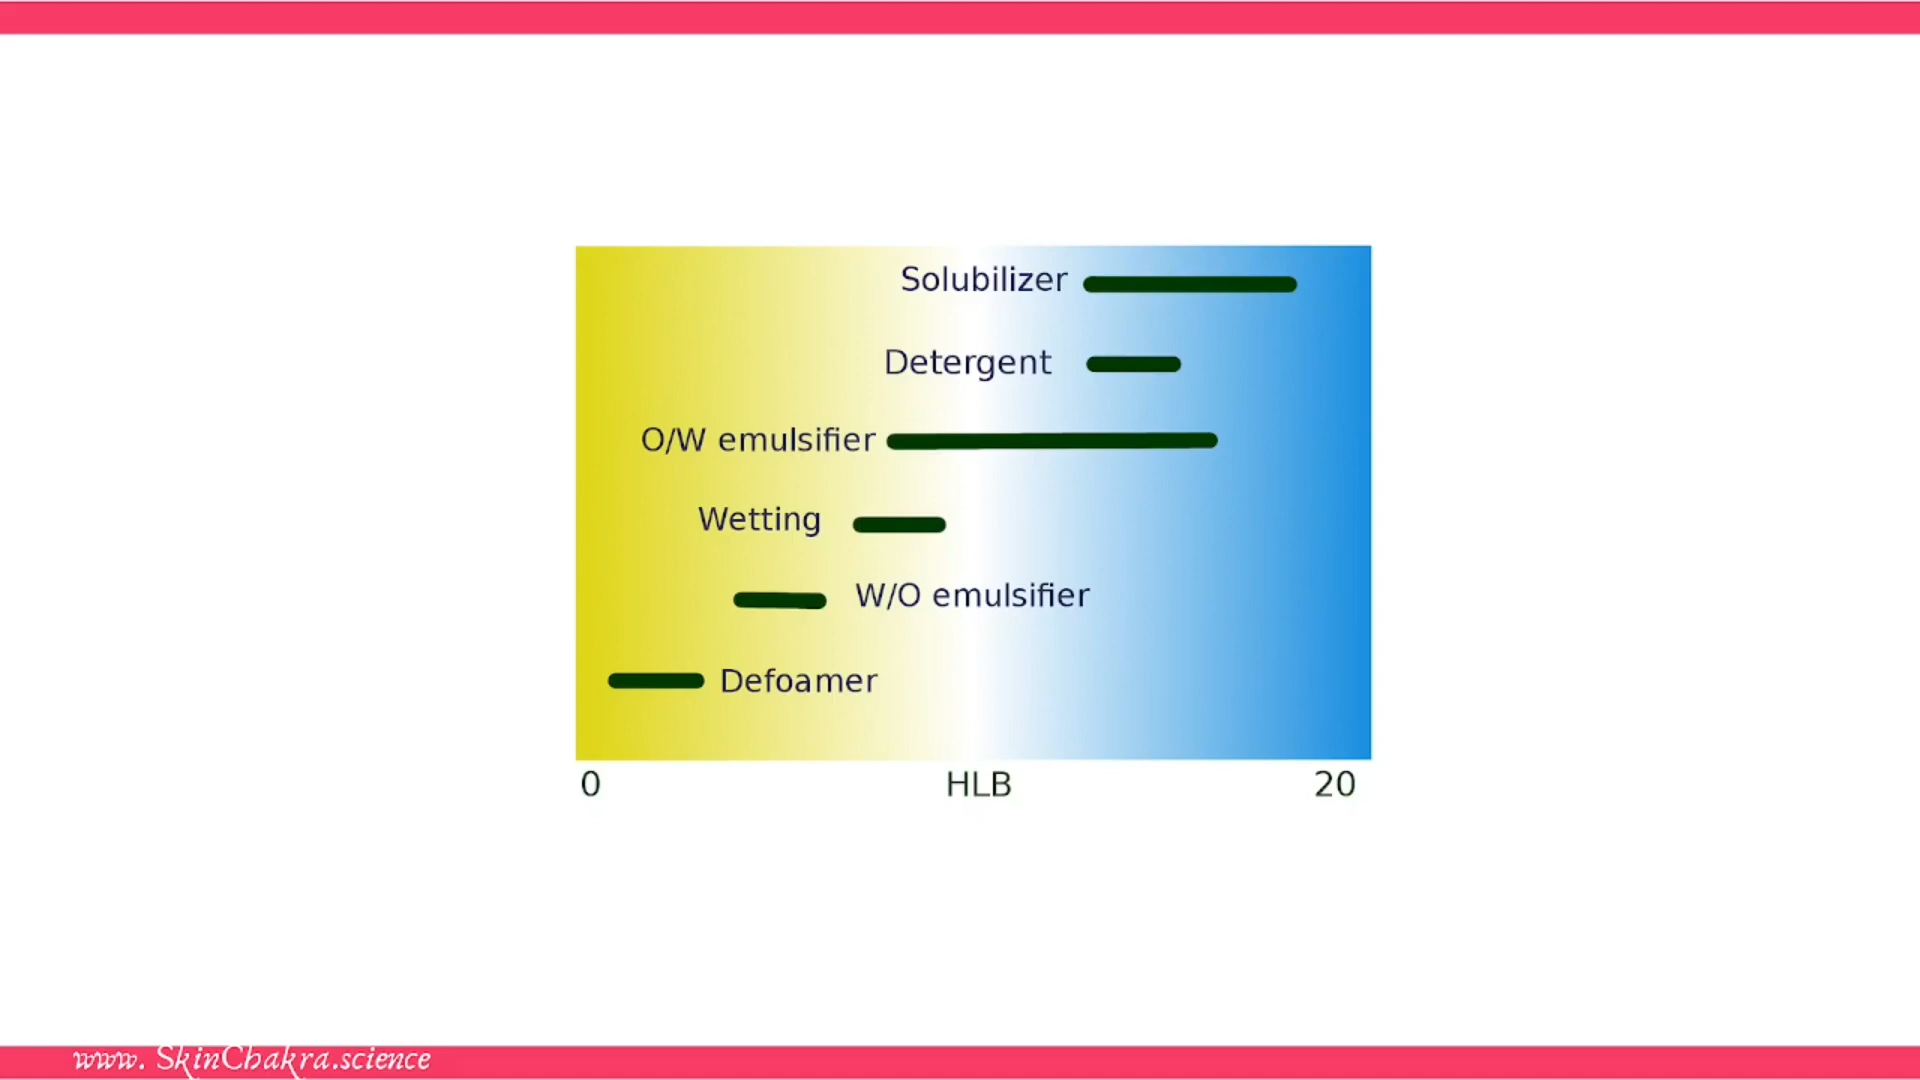 Solubilizer
Detergent
O/W emulsifier
Wetting
W/O emulsifier
Defoamer
0 HLB 20
www. SkinChakra.science